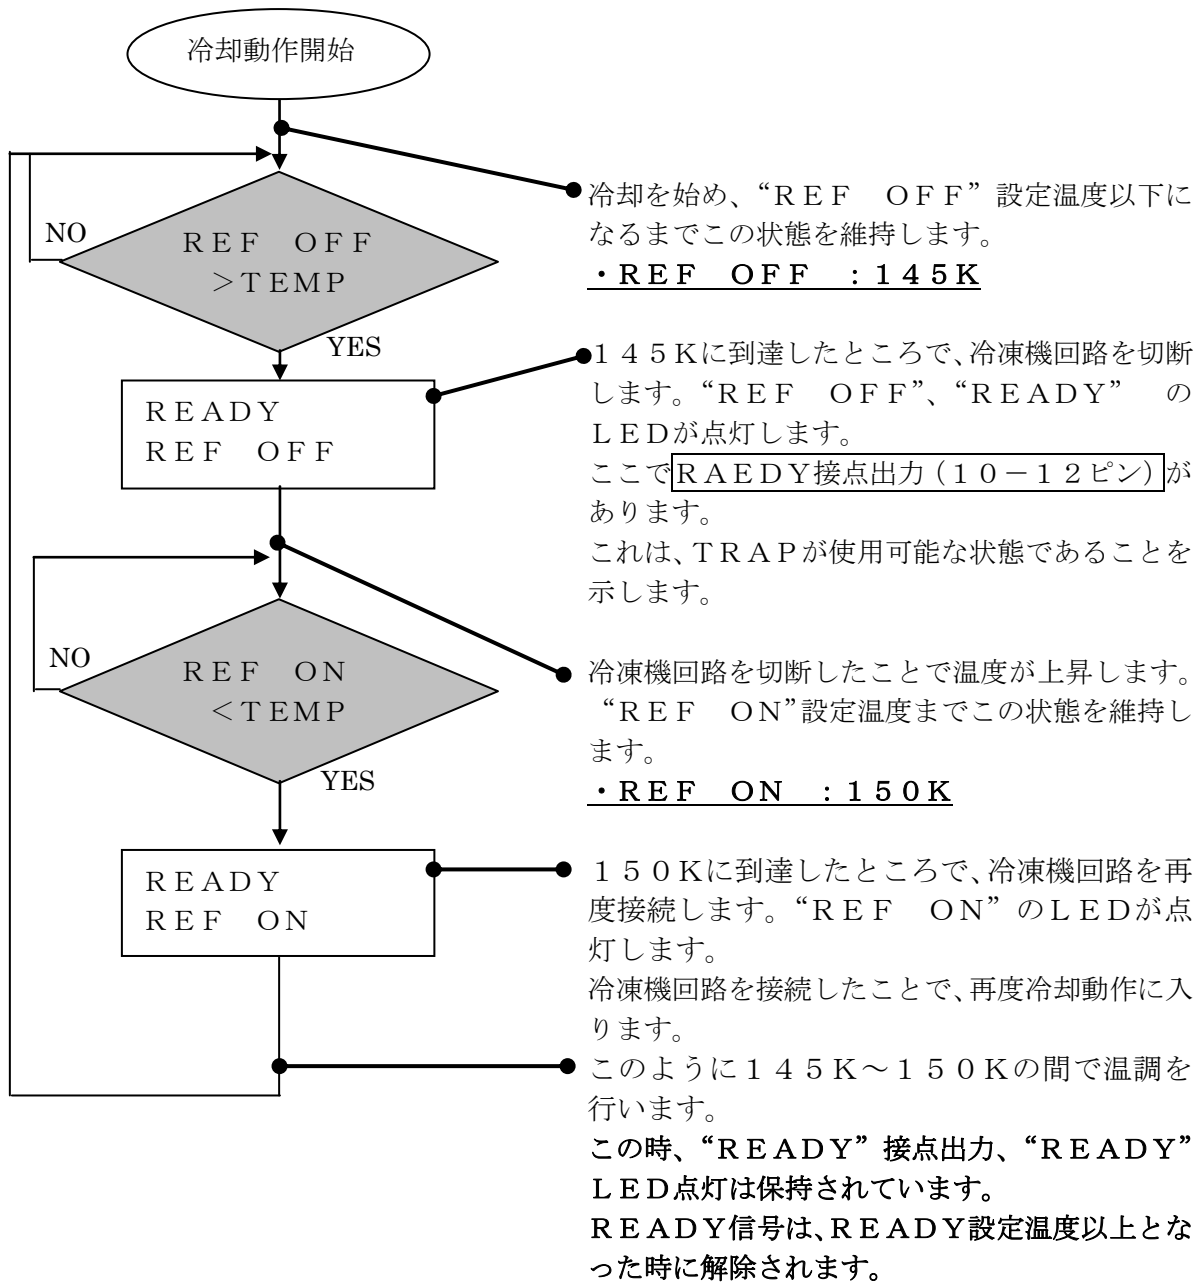 冷却動作開始
冷却を始め、“ＲＥＦ　ＯＦＦ”設定温度以下に
なるまでこの状態を維持します。
・ＲＥＦ　ＯＦＦ　：１４５Ｋ
NO
ＲＥＦ　ＯＦＦ
＞ＴＥＭＰ
YES
１４５Ｋに到達したところで、冷凍機回路を切断
します。“ＲＥＦ　ＯＦＦ”、“ＲＥＡＤＹ”　の
ＬＥＤが点灯します。
ここでＲＡＥＤＹ接点出力（１０－１２ピン）が
あります。
これは、ＴＲＡＰが使用可能な状態であることを
示します。
ＲＥＡＤＹ
ＲＥＦ　ＯＦＦ
NO
ＲＥＦ　ＯＮ
＜ＴＥＭＰ
YES
冷凍機回路を切断したことで温度が上昇します。
“ＲＥＦ　ＯＮ”設定温度までこの状態を維持し
ます。
・ＲＥＦ　ＯＮ　：１５０Ｋ
ＲＥＡＤＹ
ＲＥＦ　ＯＮ
１５０Ｋに到達したところで、冷凍機回路を再
度接続します。“ＲＥＦ　ＯＮ”のＬＥＤが点
灯します。
冷凍機回路を接続したことで、再度冷却動作に入
ります。
このように１４５Ｋ～１５０Ｋの間で温調を
行います。
この時、“ＲＥＡＤＹ”接点出力、“ＲＥＡＤＹ”
ＬＥＤ点灯は保持されています。
ＲＥＡＤＹ信号は、ＲＥＡＤＹ設定温度以上とな
った時に解除されます。